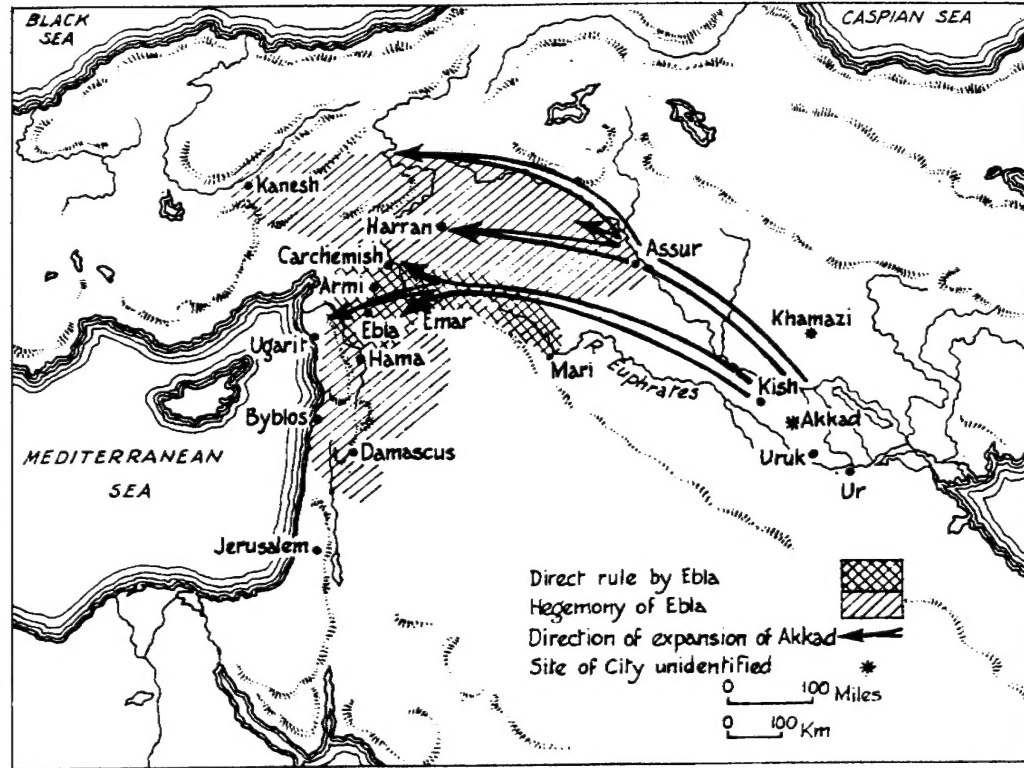 BLACK
SEA
CASPIAN SEA
Kanesh
Harran
Assur
Carchemish
Armi
Khamazi
Ebla
Emar
Ugarit
Hama
Mari
R. Euphrates
Kish
Byblos
Akkad
MEDITERRANEAN
SEA
Damascus
Uruk
Ur
Jerusalem
Direct rule by Ebla
Hegemony of Ebla
Direction of expansion of Akkad
Site of City unidentified
0 100 Miles
0 100 Km